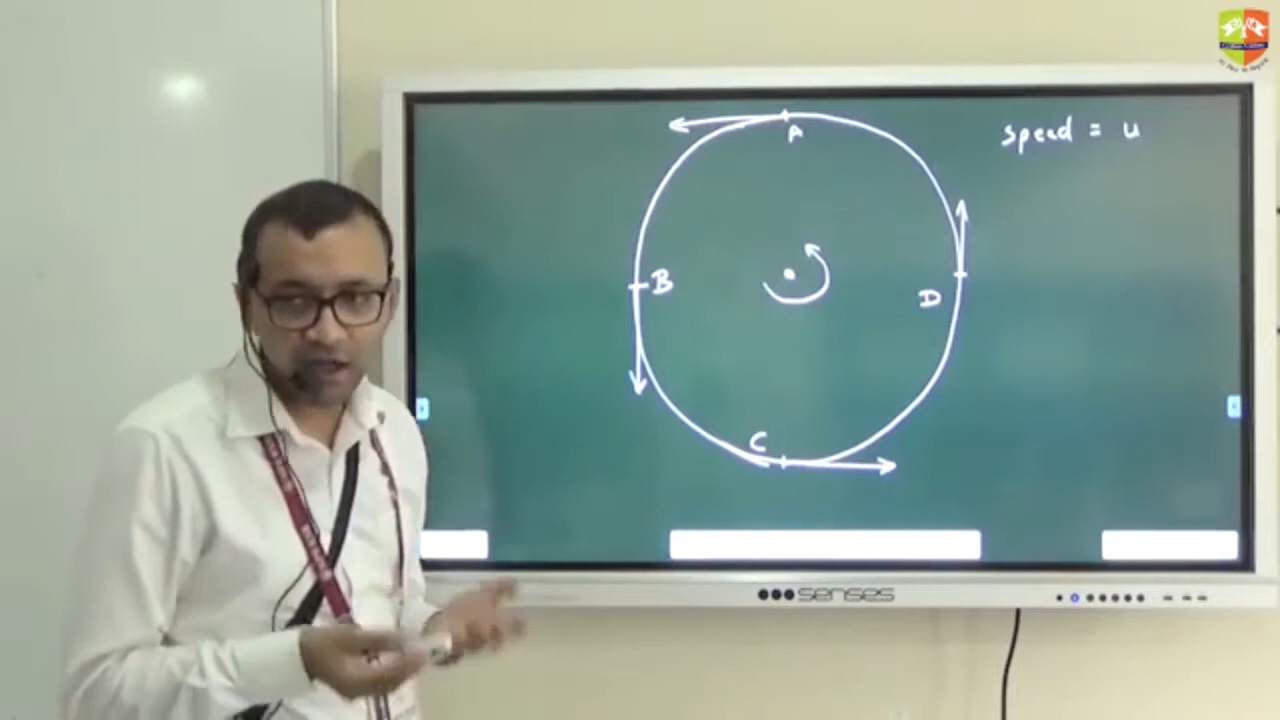 A
speed = u
B
D
C
senses